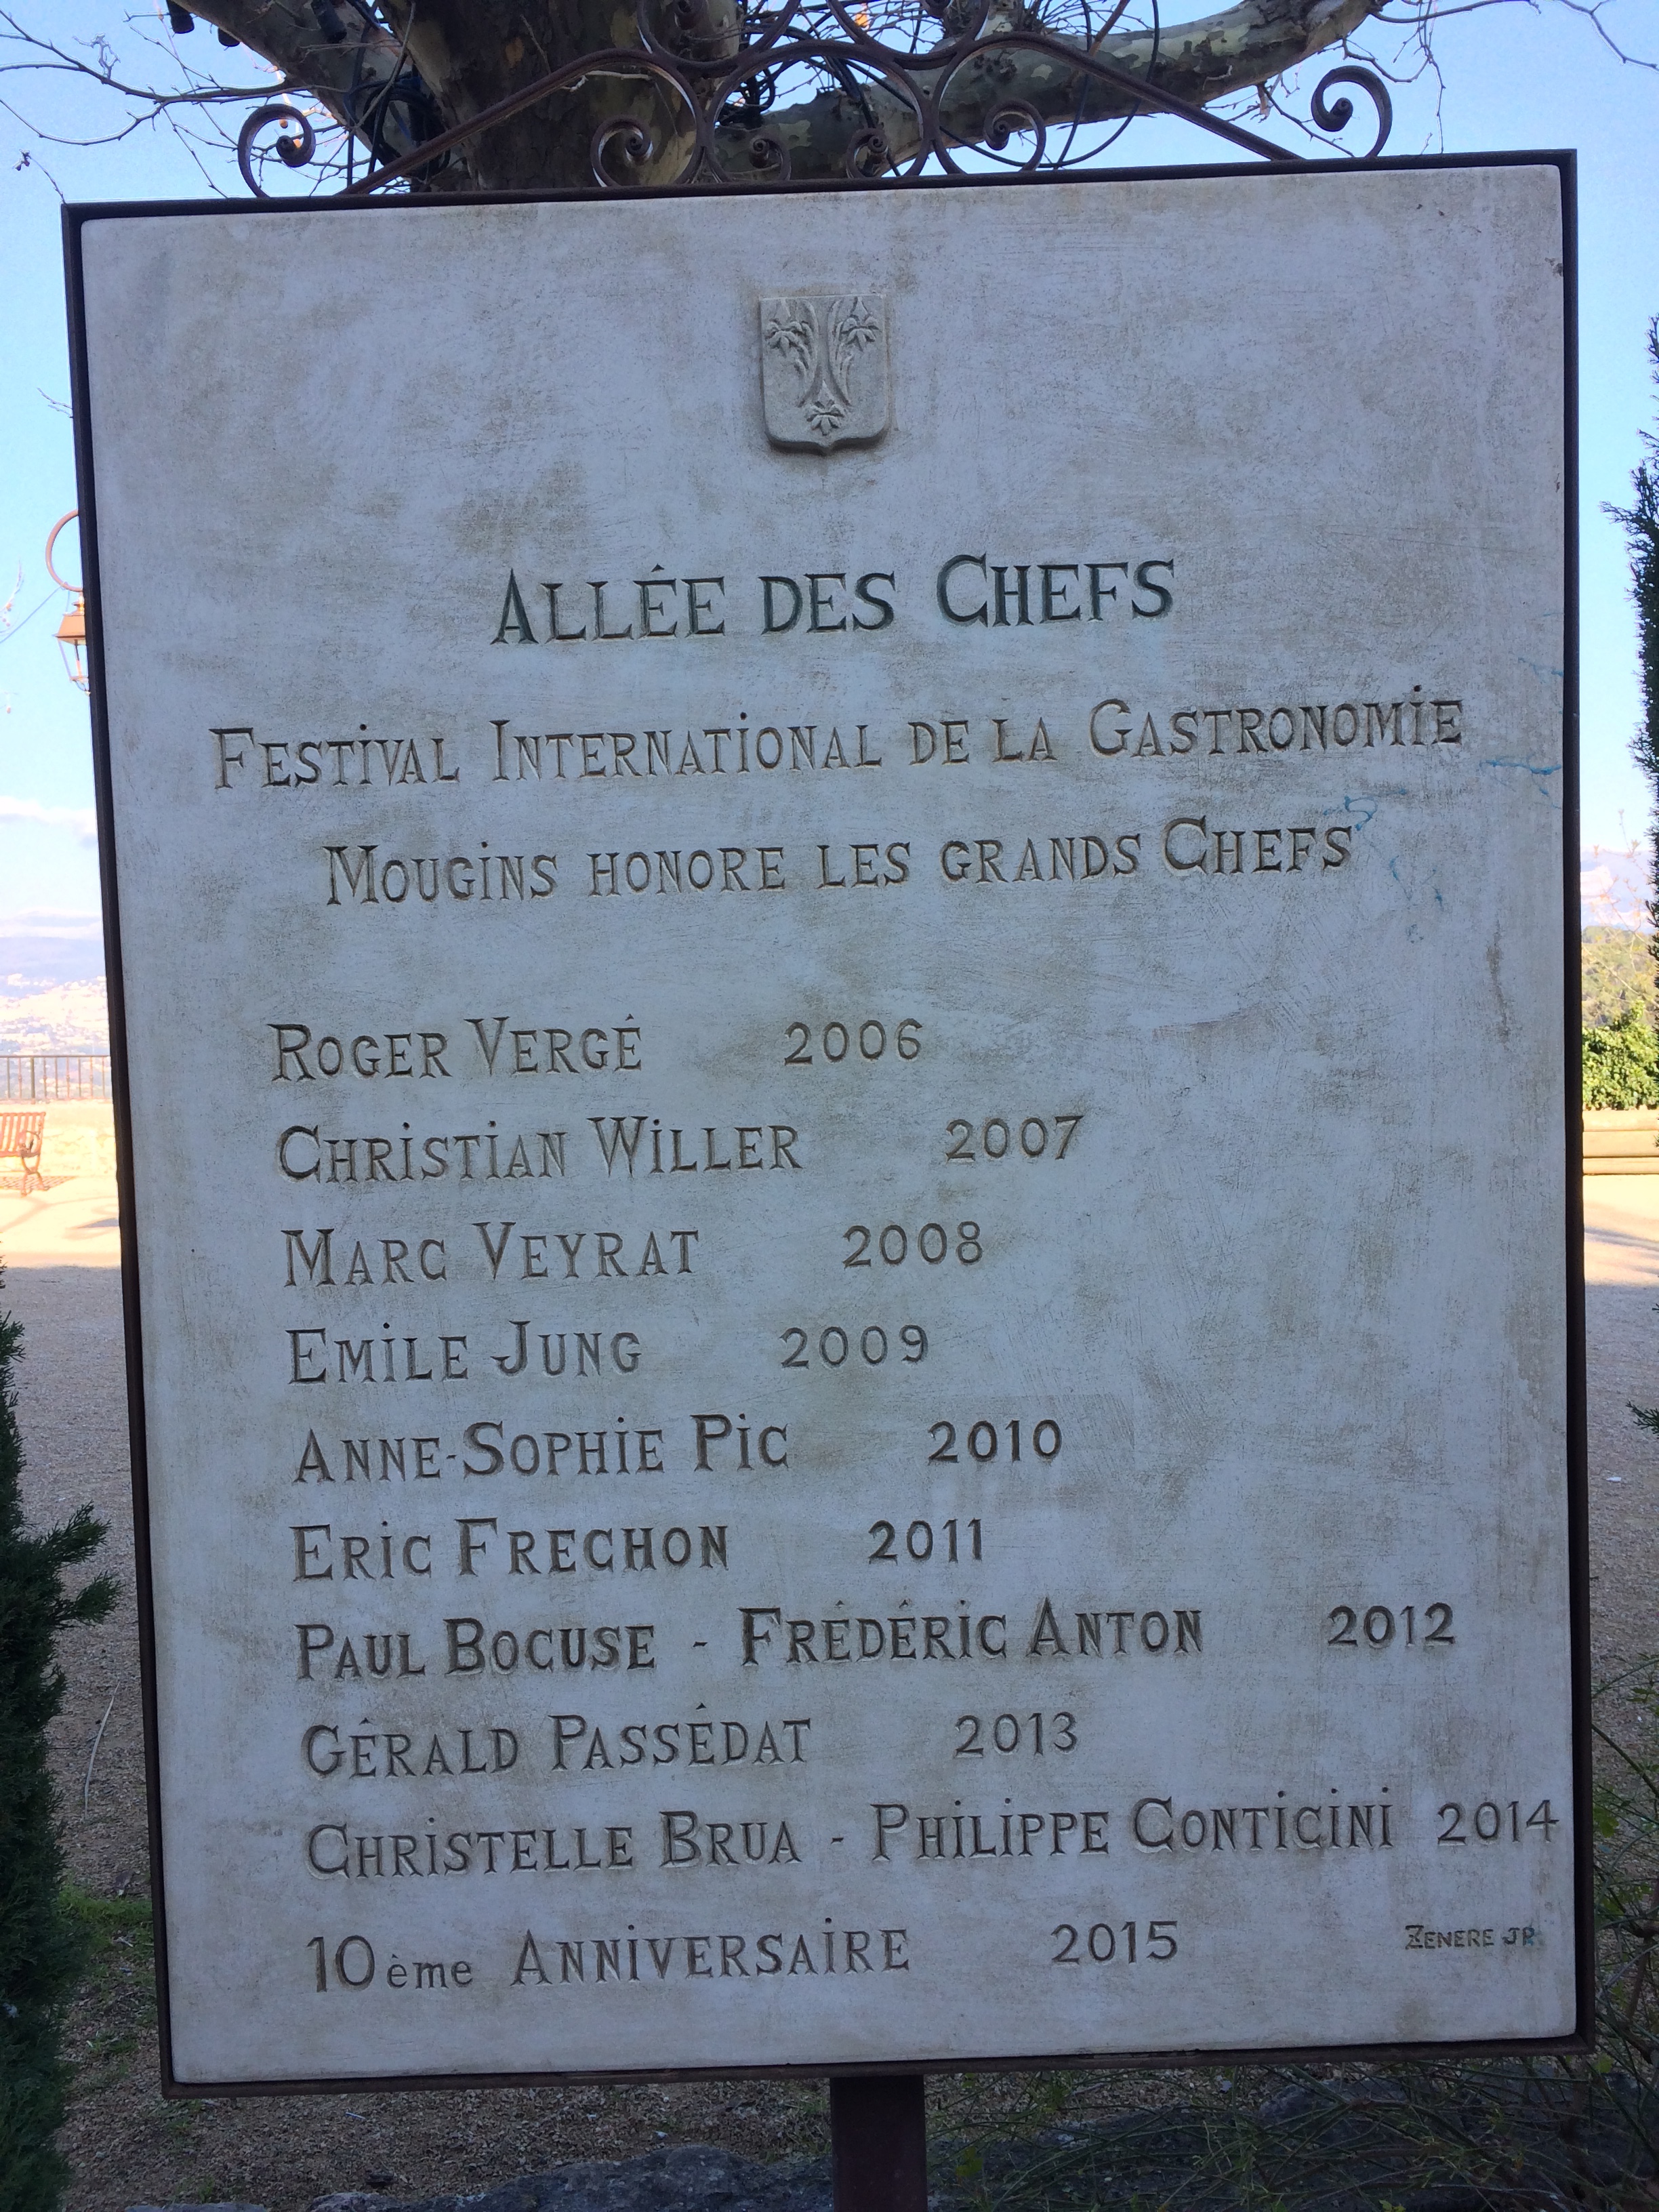 ALLÉE DES CHEFS
FESTIVAL INTERNATIONAL DE LA GASTRONOMIE
MOUGINS HONORE LES GRANDS CHEFS
ROGER VERGÉ 2006
CHRISTIAN WILLER 2007
MARC VEYRAT 2008
EMILE JUNG 2009
ANNE-SOPHIE PIC 2010
ERIC FRECHON 2011
PAUL BOCUSE - FRÉDÉRIC ANTON 2012
GÉRALD PASSÉDAT 2013
CHRISTELLE BRUA - PHILIPPE CONTICINI 2014
10ème ANNIVERSAIRE 2015
ZENERE JR